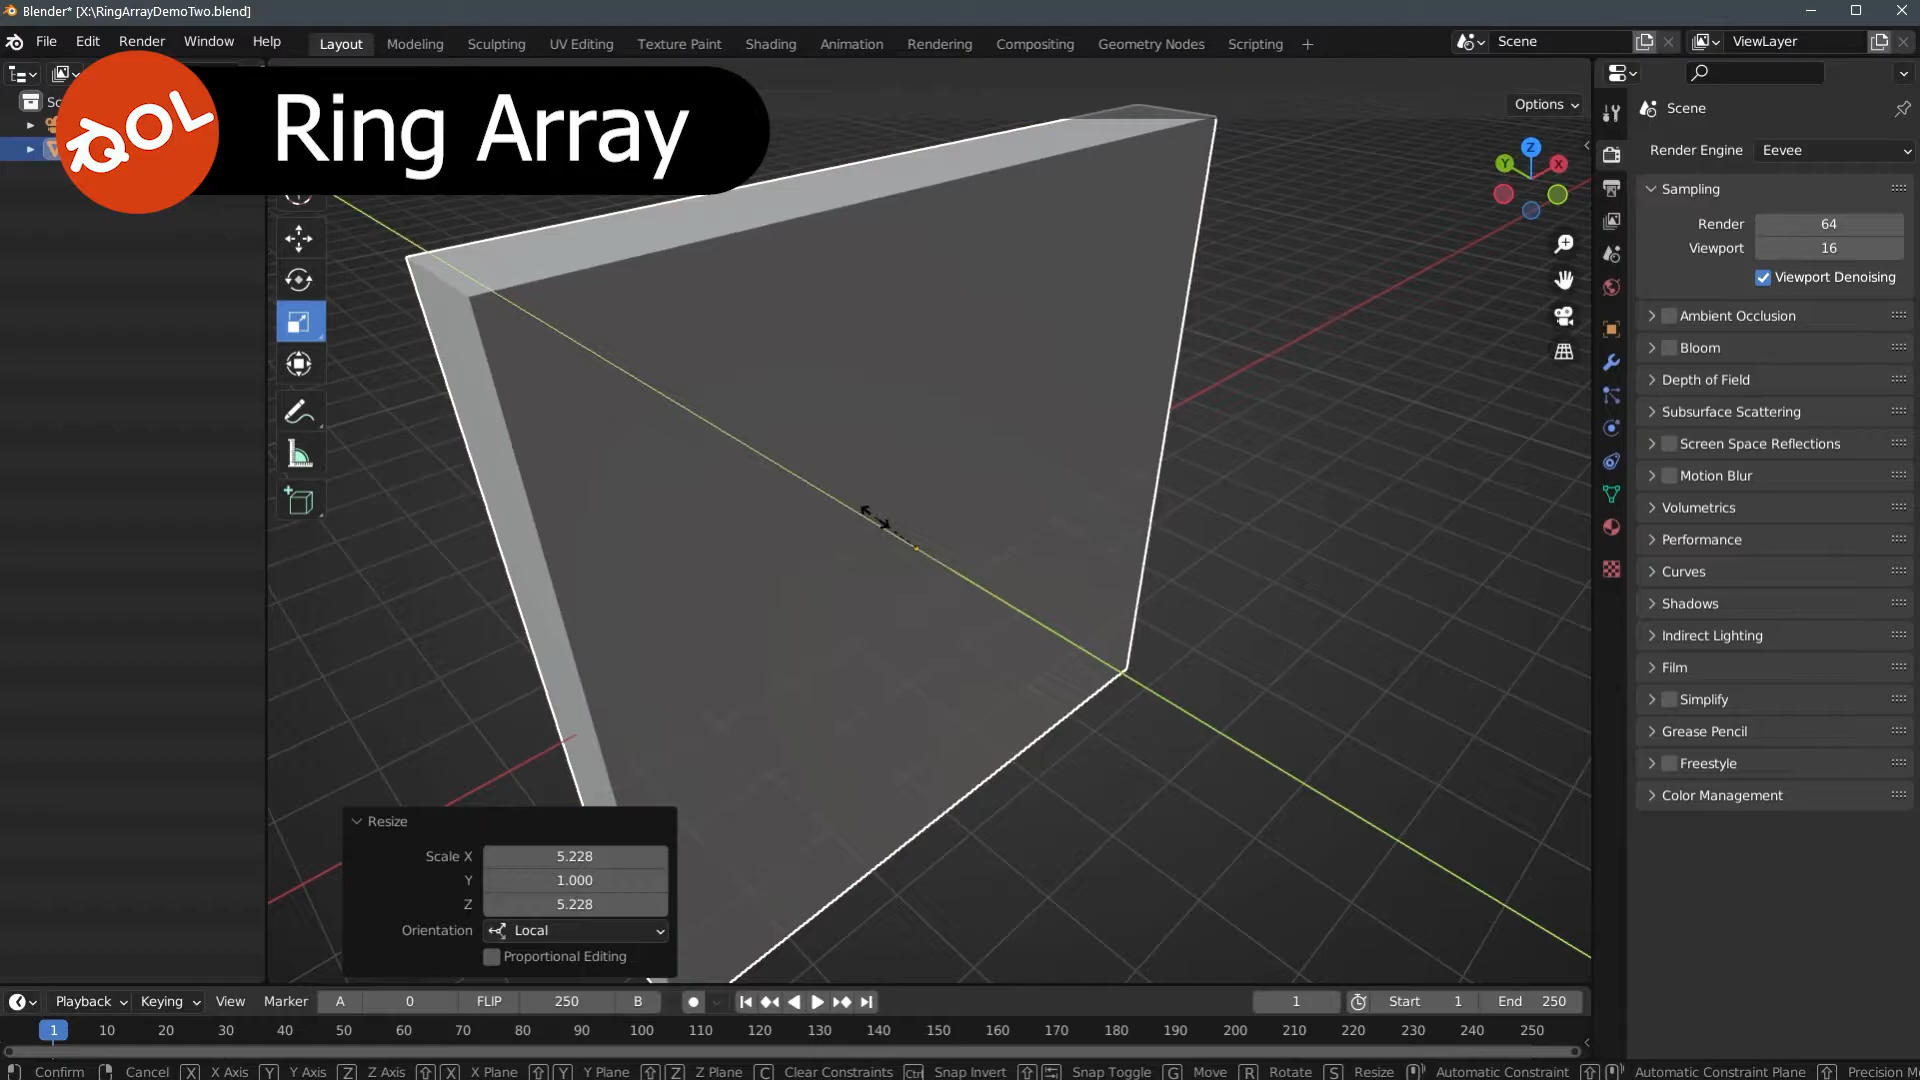 Blender* [X:\RingArrayDemoTwo.blend]
File Edit Render Window Help
Layout Modeling Sculpting UV Editing Texture Paint Shading Animation Rendering Compositing Geometry Nodes Scripting +
Scene
ViewLayer
QOL
Ring Array
Options
Z
Y
X
Scene
Render Engine Eevee
Sampling
Render 64
Viewport 16
Viewport Denoising
Ambient Occlusion
Bloom
Depth of Field
Subsurface Scattering
Screen Space Reflections
Motion Blur
Volumetrics
Performance
Curves
Shadows
Indirect Lighting
Film
Simplify
Grease Pencil
Freestyle
Color Management
Resize
Scale X 5.228
Y 1.000
Z 5.228
Orientation Local
Proportional Editing
Playback Keying View Marker A 0 FLIP 250 B 1 Start 1 End 250
1 10 20 30 40 50 60 70 80 90 100 110 120 130 140 150 160 170 180 190 200 210 220 230 240 250
Confirm Cancel X X Axis Y Y Axis Z Z Axis X X Plane Y Y Plane Z Z Plane C Clear Constraints Ctrl Snap Invert Snap Toggle G Move R Rotate S Resize Automatic Constraint Automatic Constraint Plane Precision M